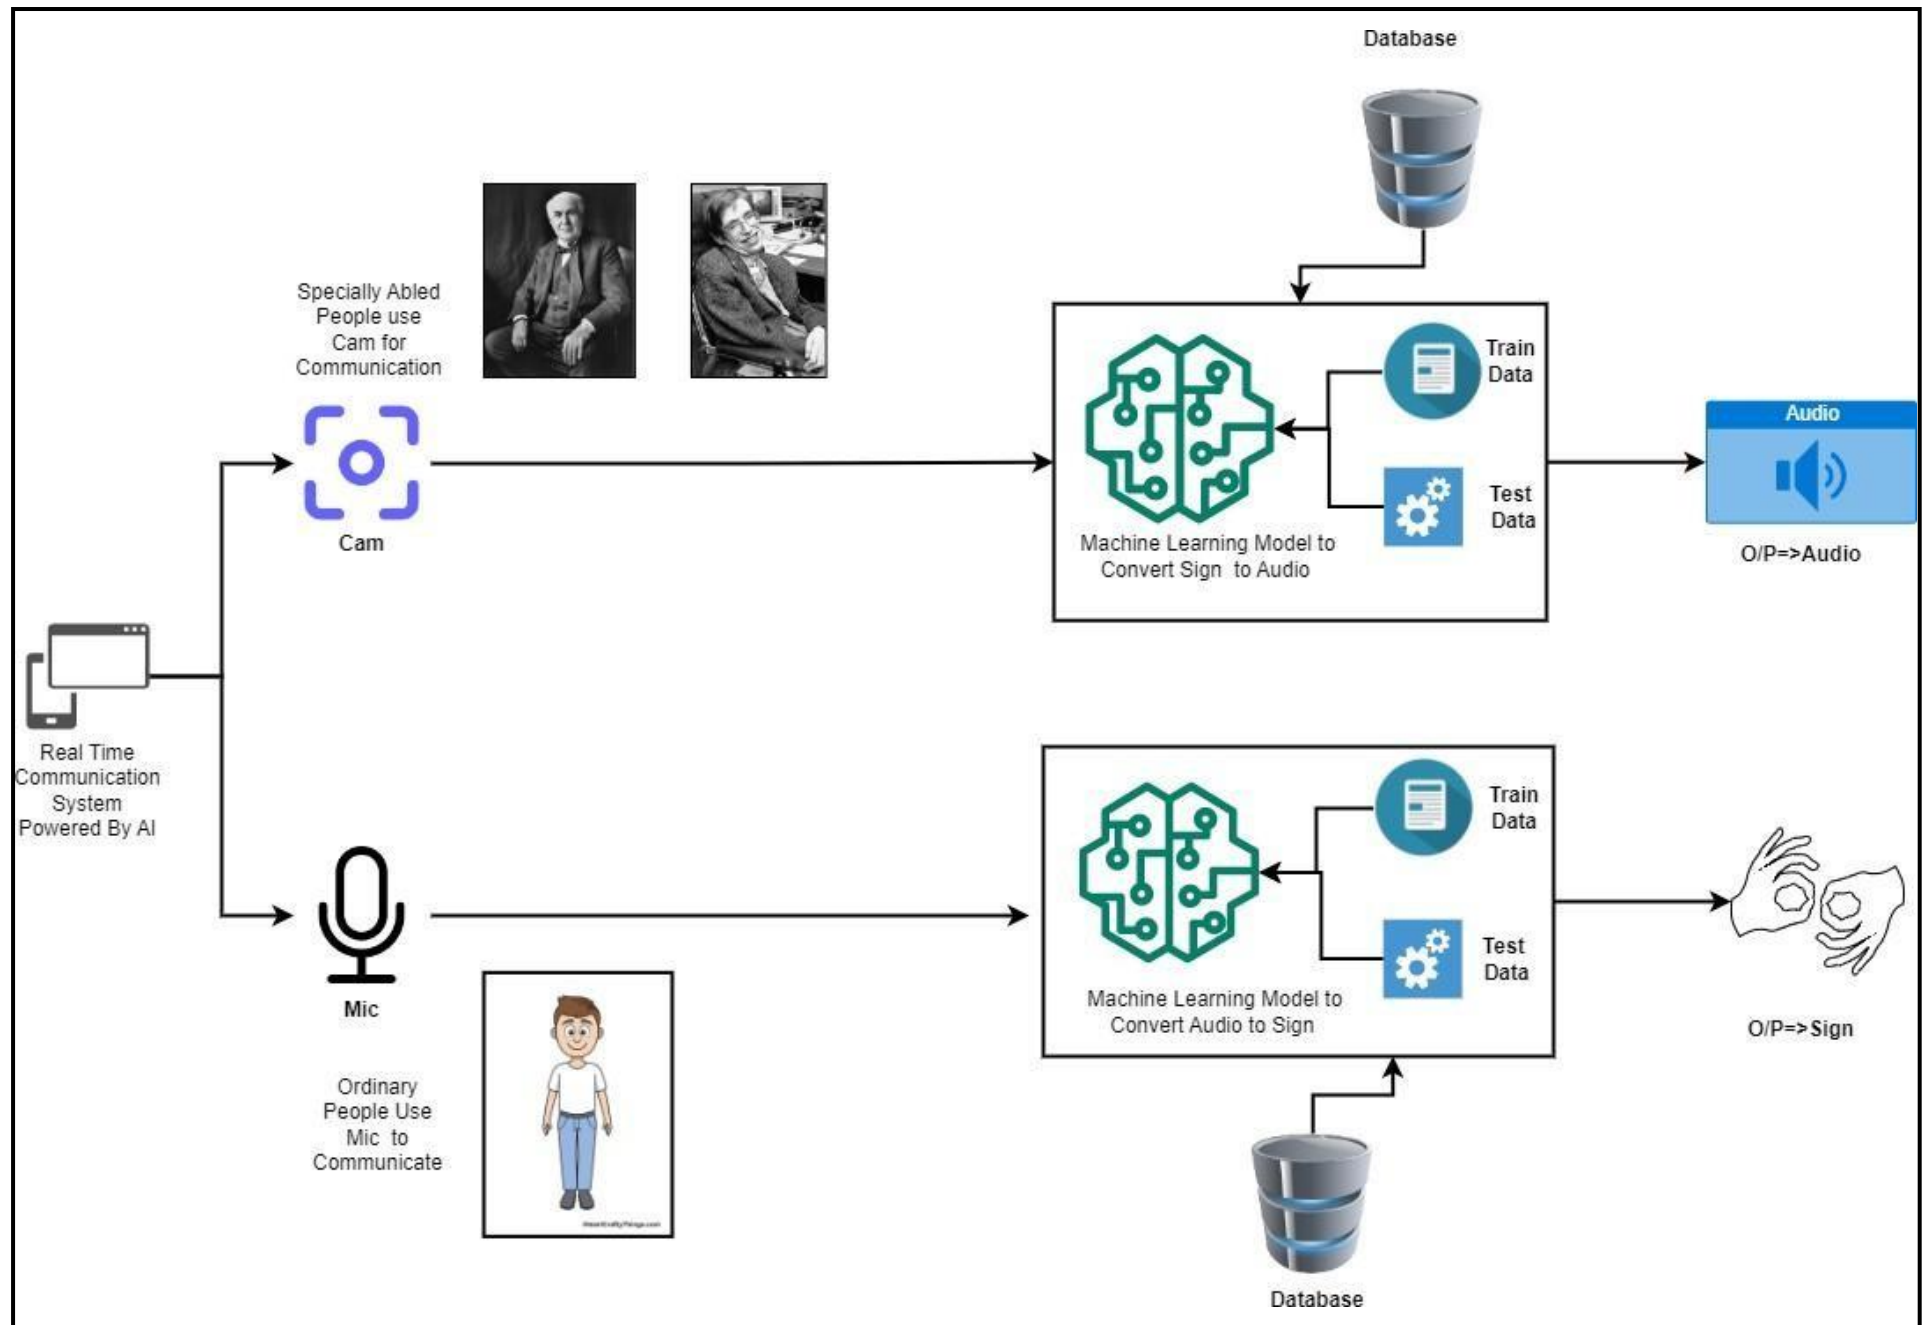 Database
Specially Abled
People use
Cam for
Communication
Cam
Train
Data
Test
Data
Machine Learning Model to
Convert Sign to Audio
Audio
O/P=>Audio
Real Time
Communication
System
Powered By AI
Mic
Ordinary
People Use
Mic to
Communicate
Train
Data
Test
Data
Machine Learning Model to
Convert Audio to Sign
O/P=>Sign
Database